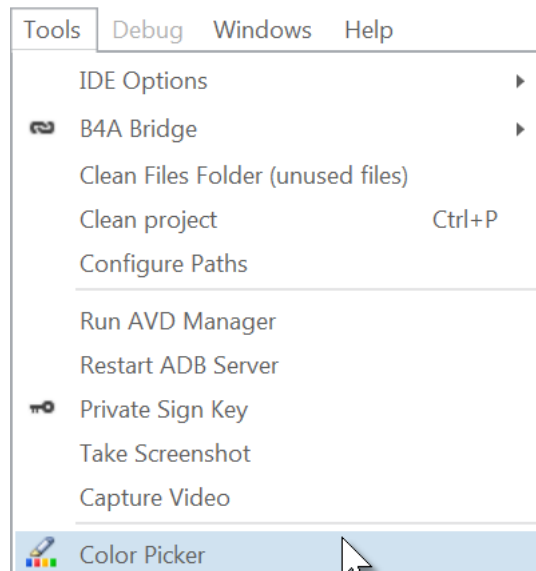 Tools Debug Windows Help
IDE Options
B4A Bridge
Clean Files Folder (unused files)
Clean project Ctrl+P
Configure Paths
Run AVD Manager
Restart ADB Server
Private Sign Key
Take Screenshot
Capture Video
Color Picker